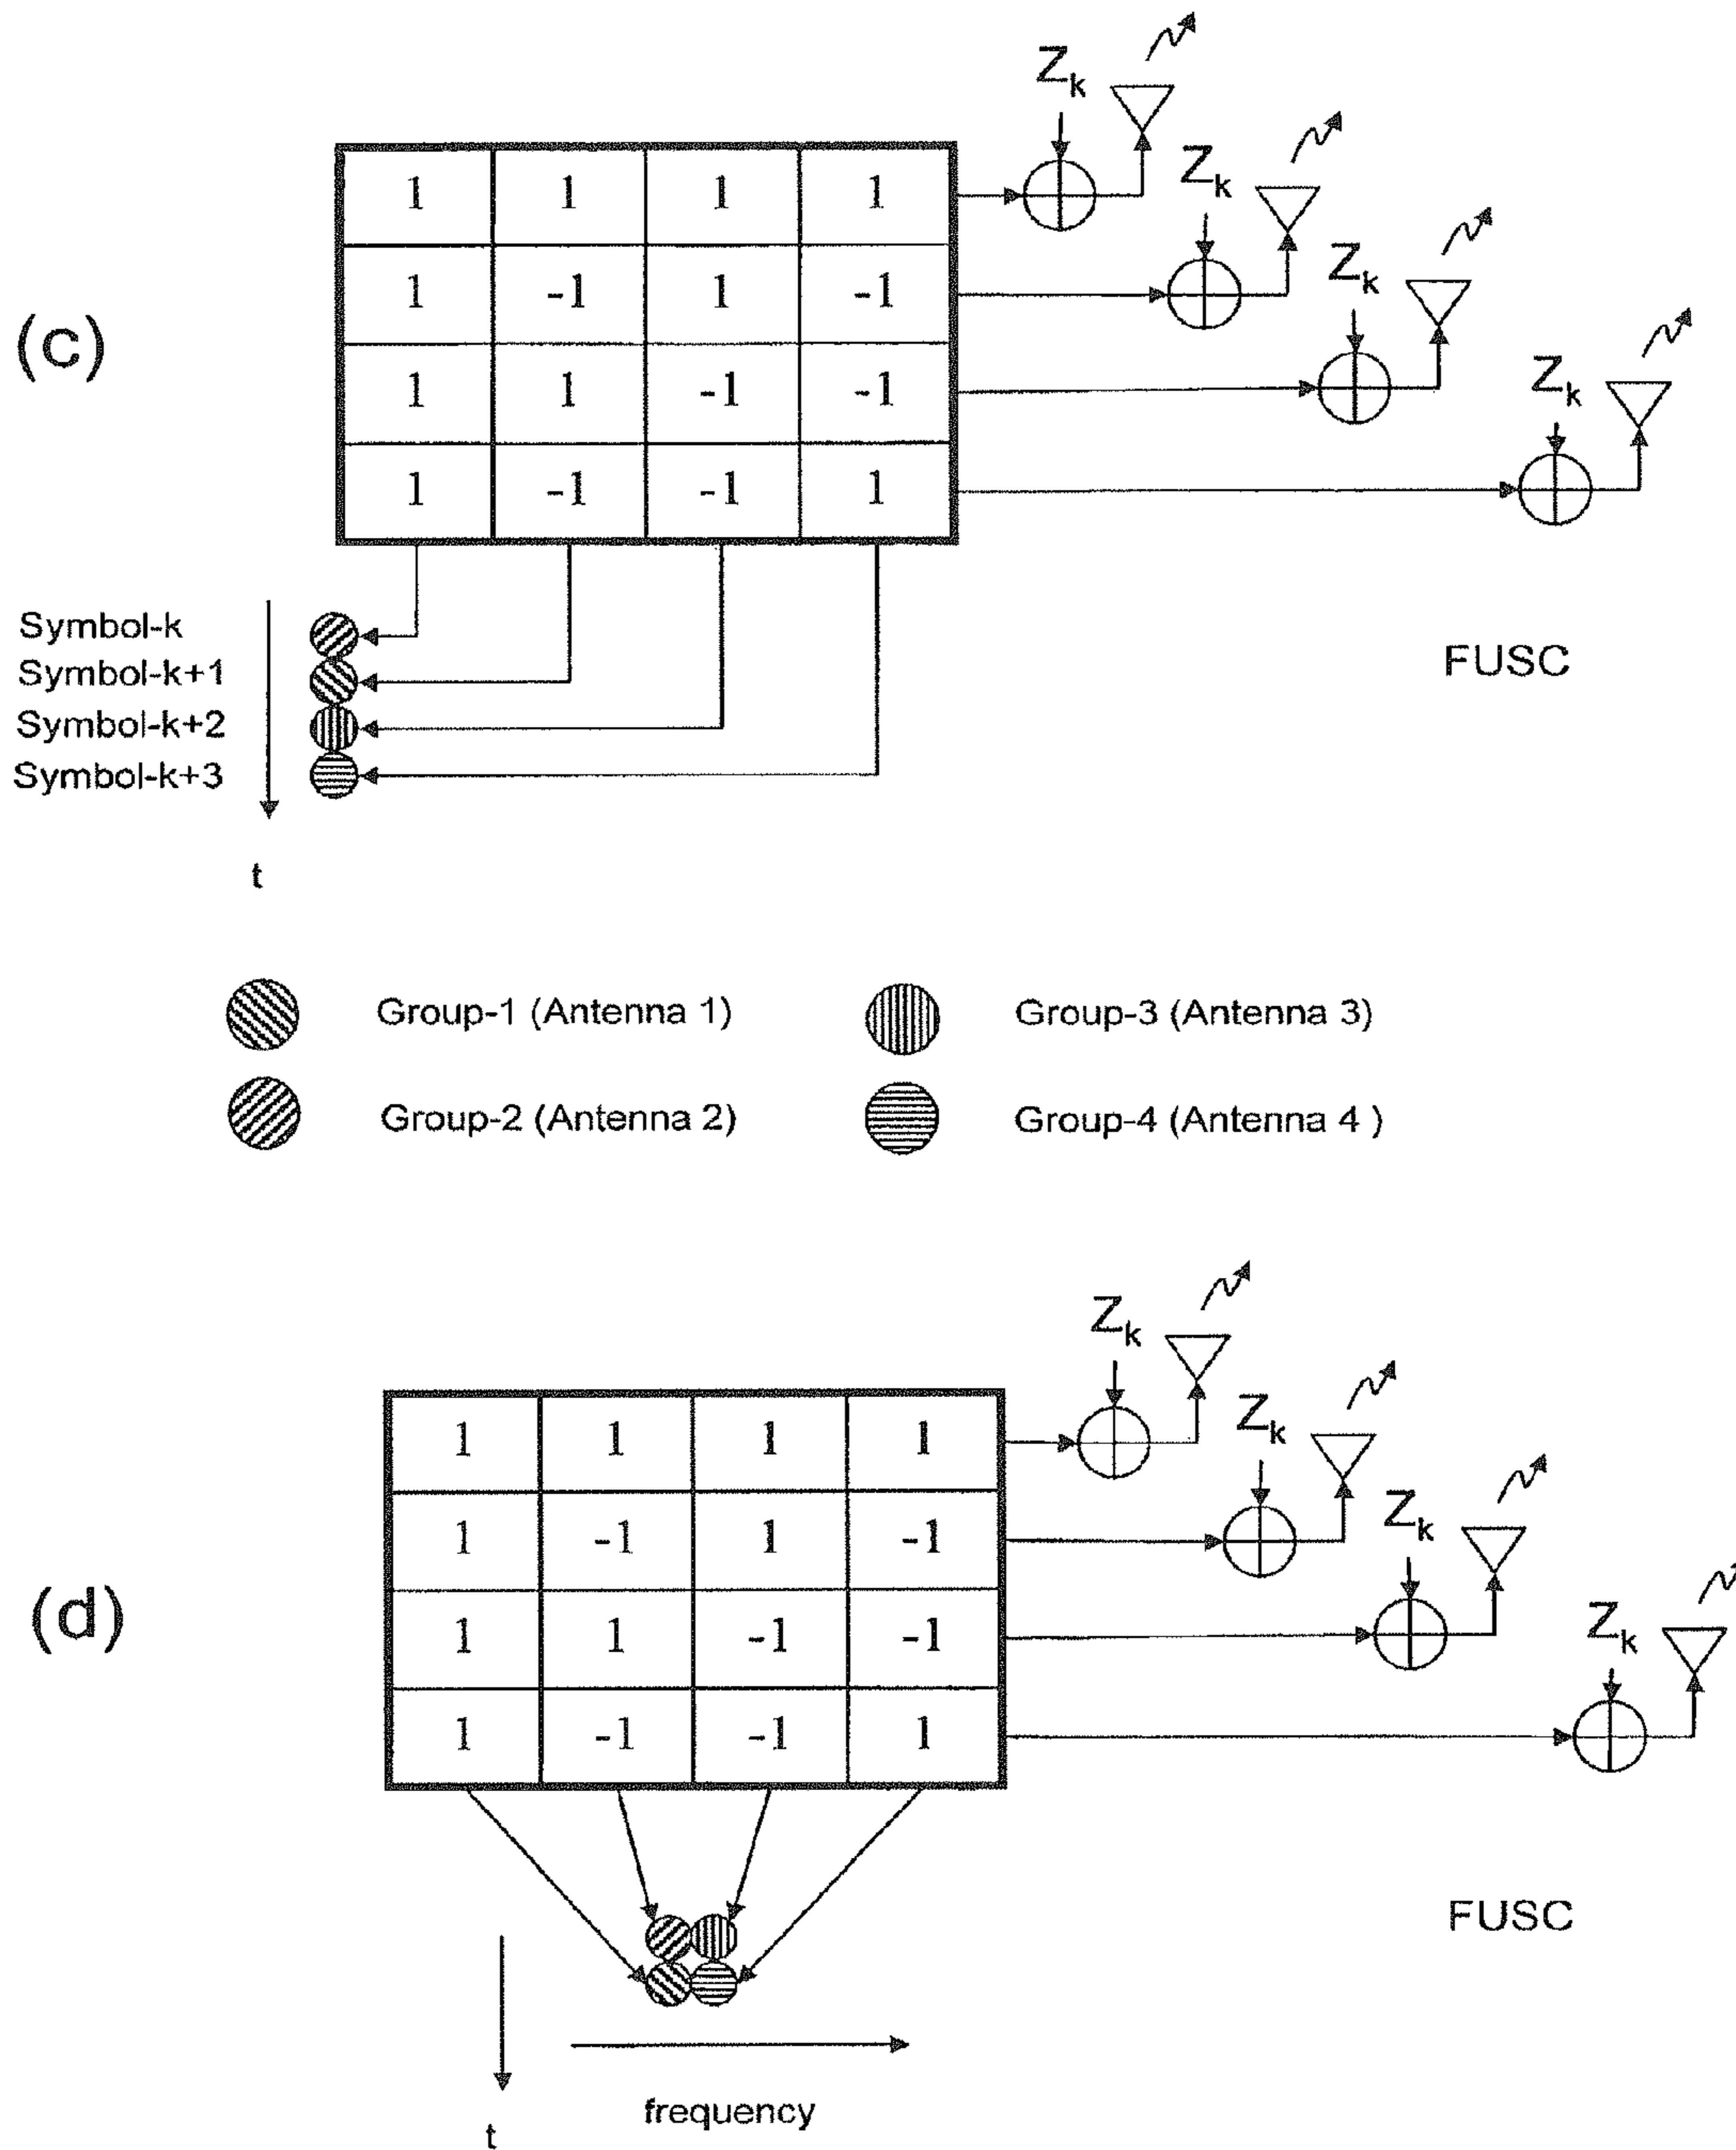 (c)
Z_k
Z_k
Z_k
Z_k
1 1 1 1
1 -1 1 -1
1 1 -1 -1
1 -1 -1 1
Symbol-k
Symbol-k+1
Symbol-k+2
Symbol-k+3
t
FUSC
Group-1 (Antenna 1)
Group-3 (Antenna 3)
Group-2 (Antenna 2)
Group-4 (Antenna 4 )
(d)
Z_k
Z_k
Z_k
Z_k
1 1 1 1
1 -1 1 -1
1 1 -1 -1
1 -1 -1 1
FUSC
t
frequency